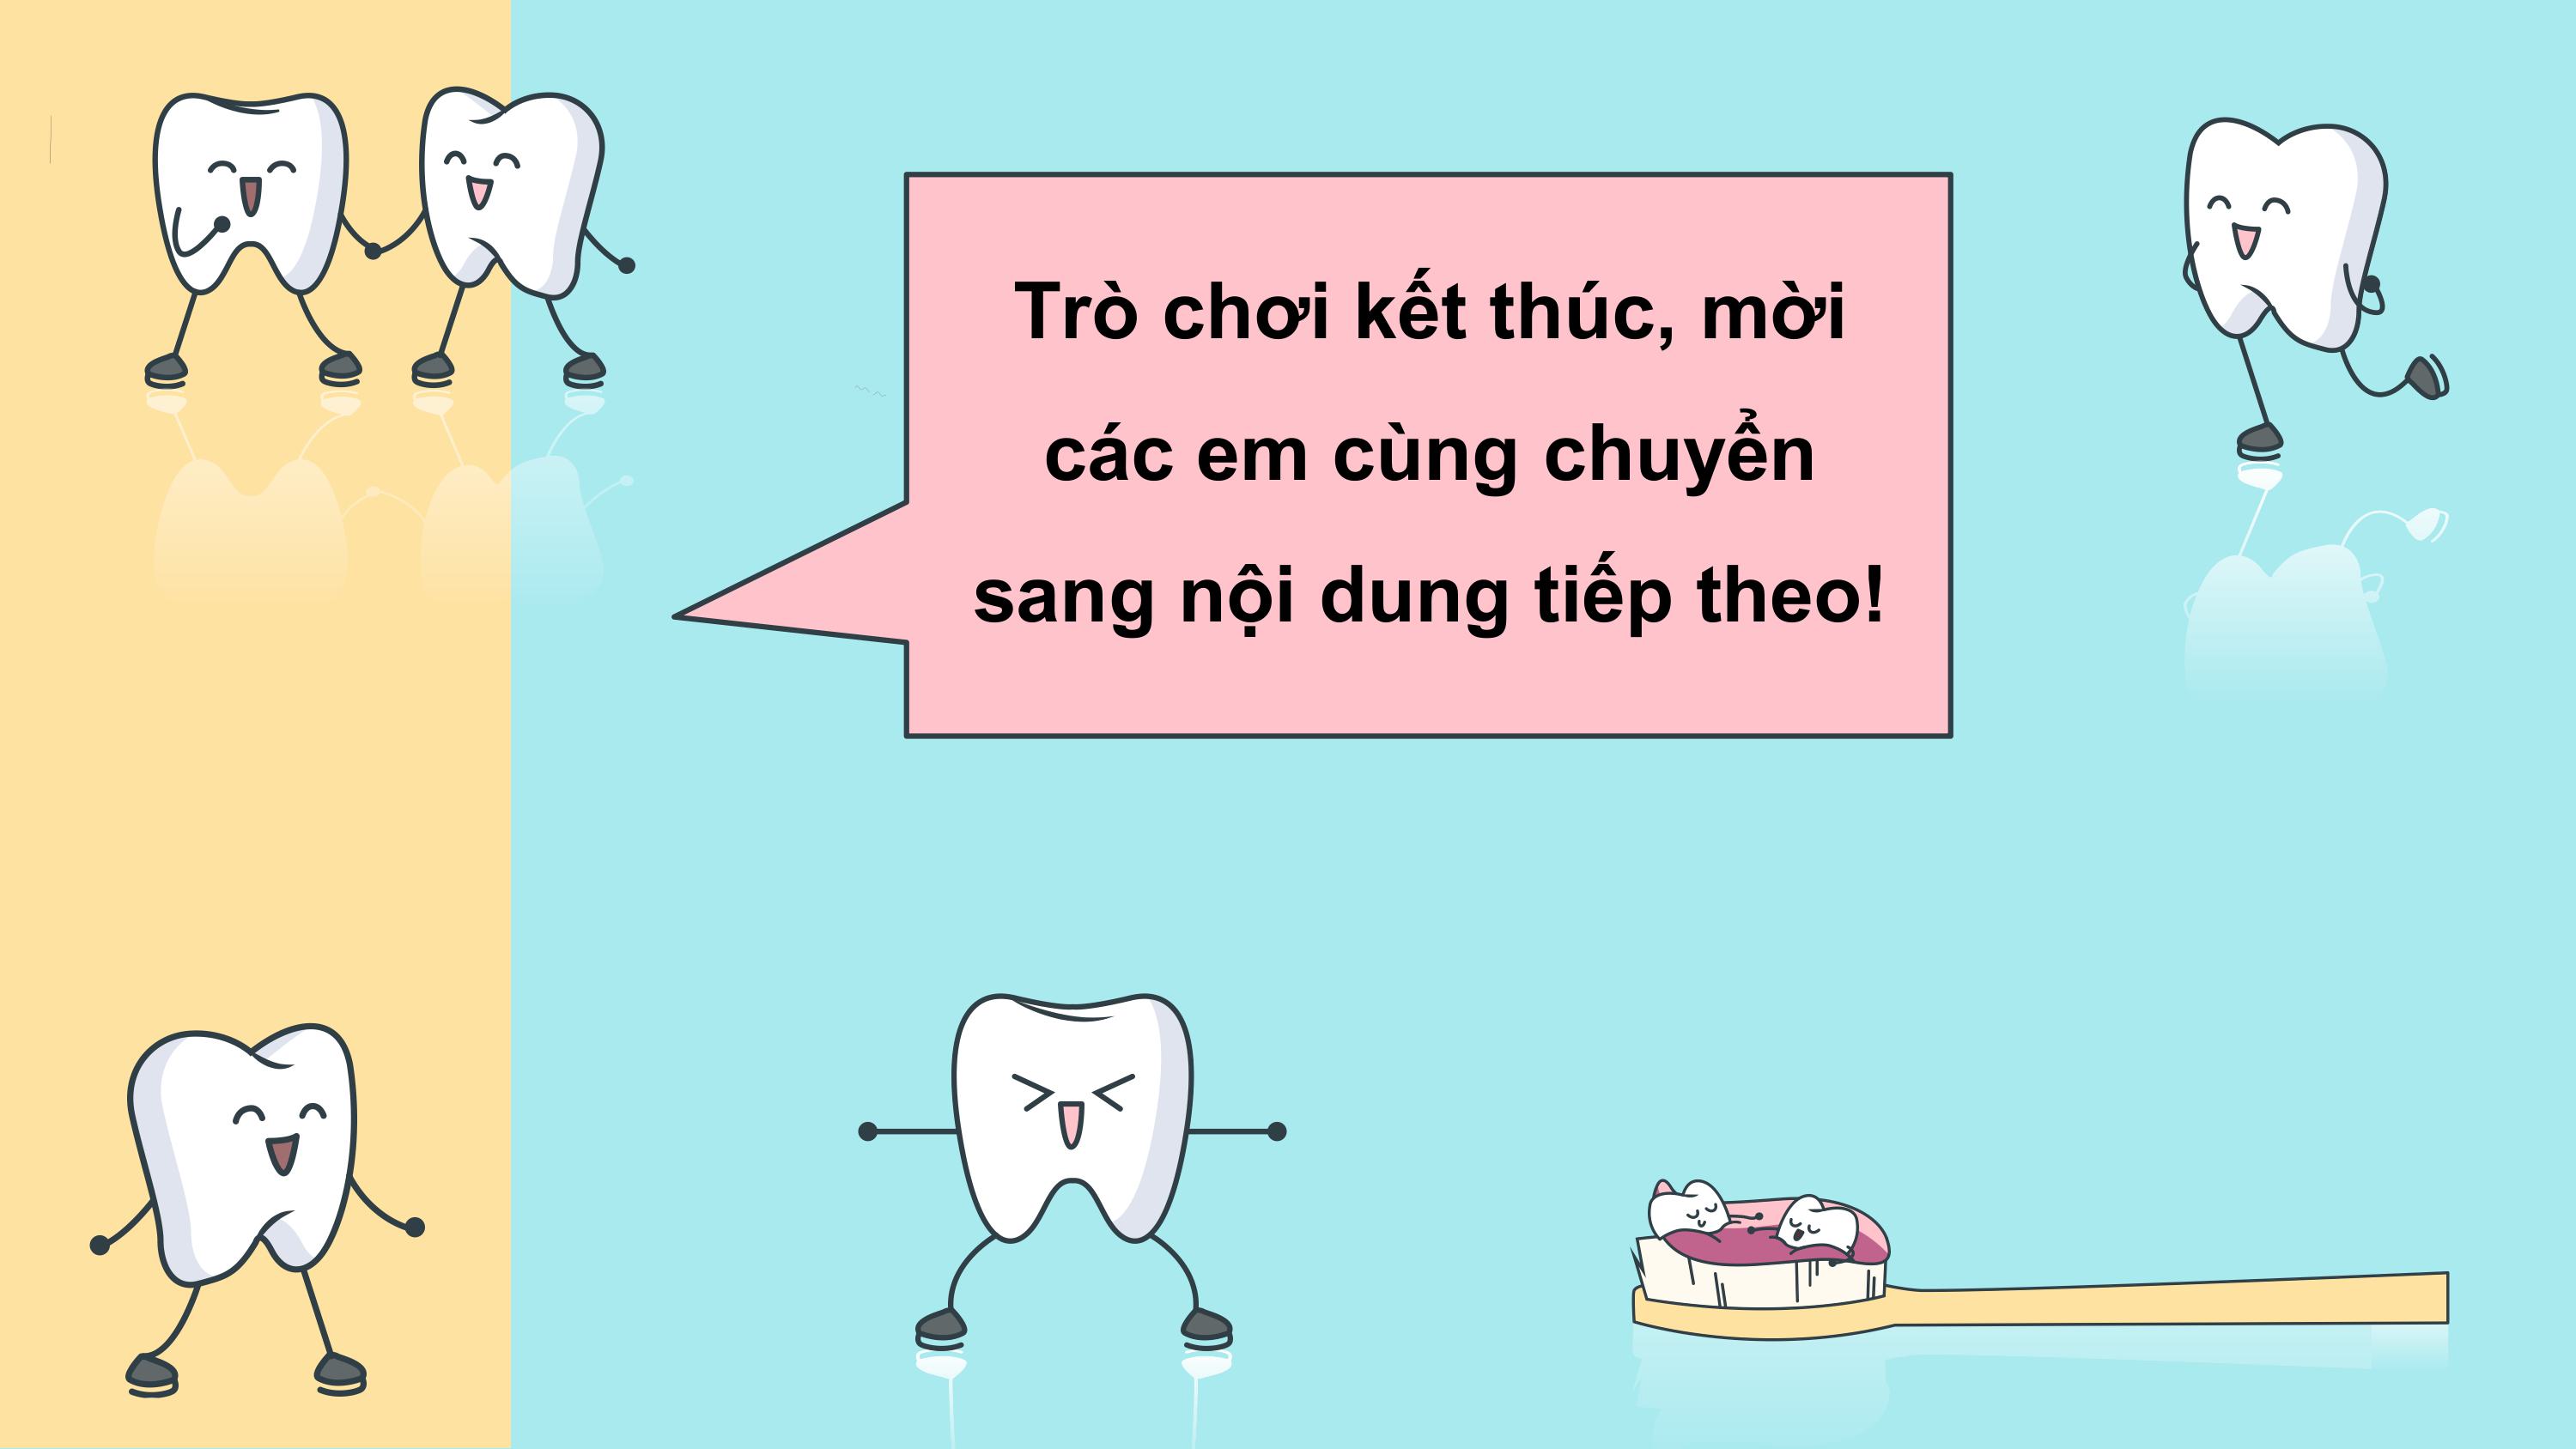 Trò chơi kết thúc, mời
các em cùng chuyển
sang nội dung tiếp theo!